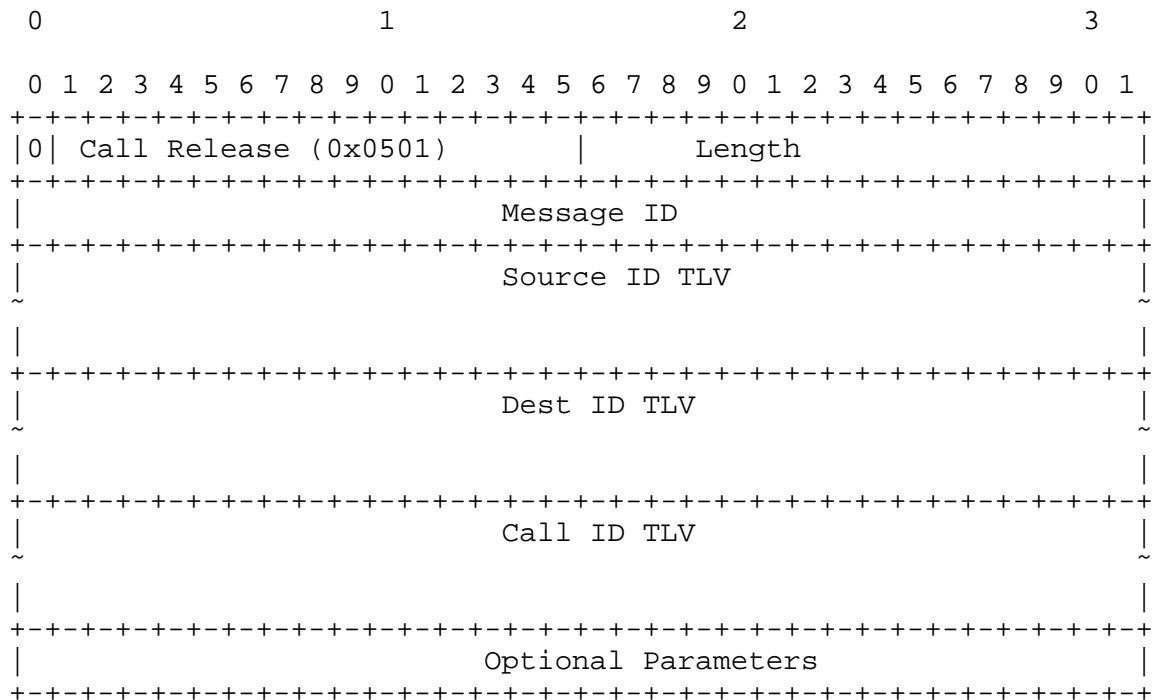 0                   1                   2                   3
0 1 2 3 4 5 6 7 8 9 0 1 2 3 4 5 6 7 8 9 0 1 2 3 4 5 6 7 8 9 0 1
+-+-+-+-+-+-+-+-+-+-+-+-+-+-+-+-+-+-+-+-+-+-+-+-+-+-+-+-+-+-+-+-+
|0| Call Release (0x0501)       |      Length                   |
+-+-+-+-+-+-+-+-+-+-+-+-+-+-+-+-+-+-+-+-+-+-+-+-+-+-+-+-+-+-+-+-+
|                           Message ID                          |
+-+-+-+-+-+-+-+-+-+-+-+-+-+-+-+-+-+-+-+-+-+-+-+-+-+-+-+-+-+-+-+-+
|                           Source ID TLV                       |
~                                                               ~
|                                                               |
+-+-+-+-+-+-+-+-+-+-+-+-+-+-+-+-+-+-+-+-+-+-+-+-+-+-+-+-+-+-+-+-+
|                           Dest ID TLV                         |
~                                                               ~
|                                                               |
+-+-+-+-+-+-+-+-+-+-+-+-+-+-+-+-+-+-+-+-+-+-+-+-+-+-+-+-+-+-+-+-+
|                           Call ID TLV                         |
~                                                               ~
|                                                               |
+-+-+-+-+-+-+-+-+-+-+-+-+-+-+-+-+-+-+-+-+-+-+-+-+-+-+-+-+-+-+-+-+
|                          Optional Parameters                  |
+-+-+-+-+-+-+-+-+-+-+-+-+-+-+-+-+-+-+-+-+-+-+-+-+-+-+-+-+-+-+-+-+